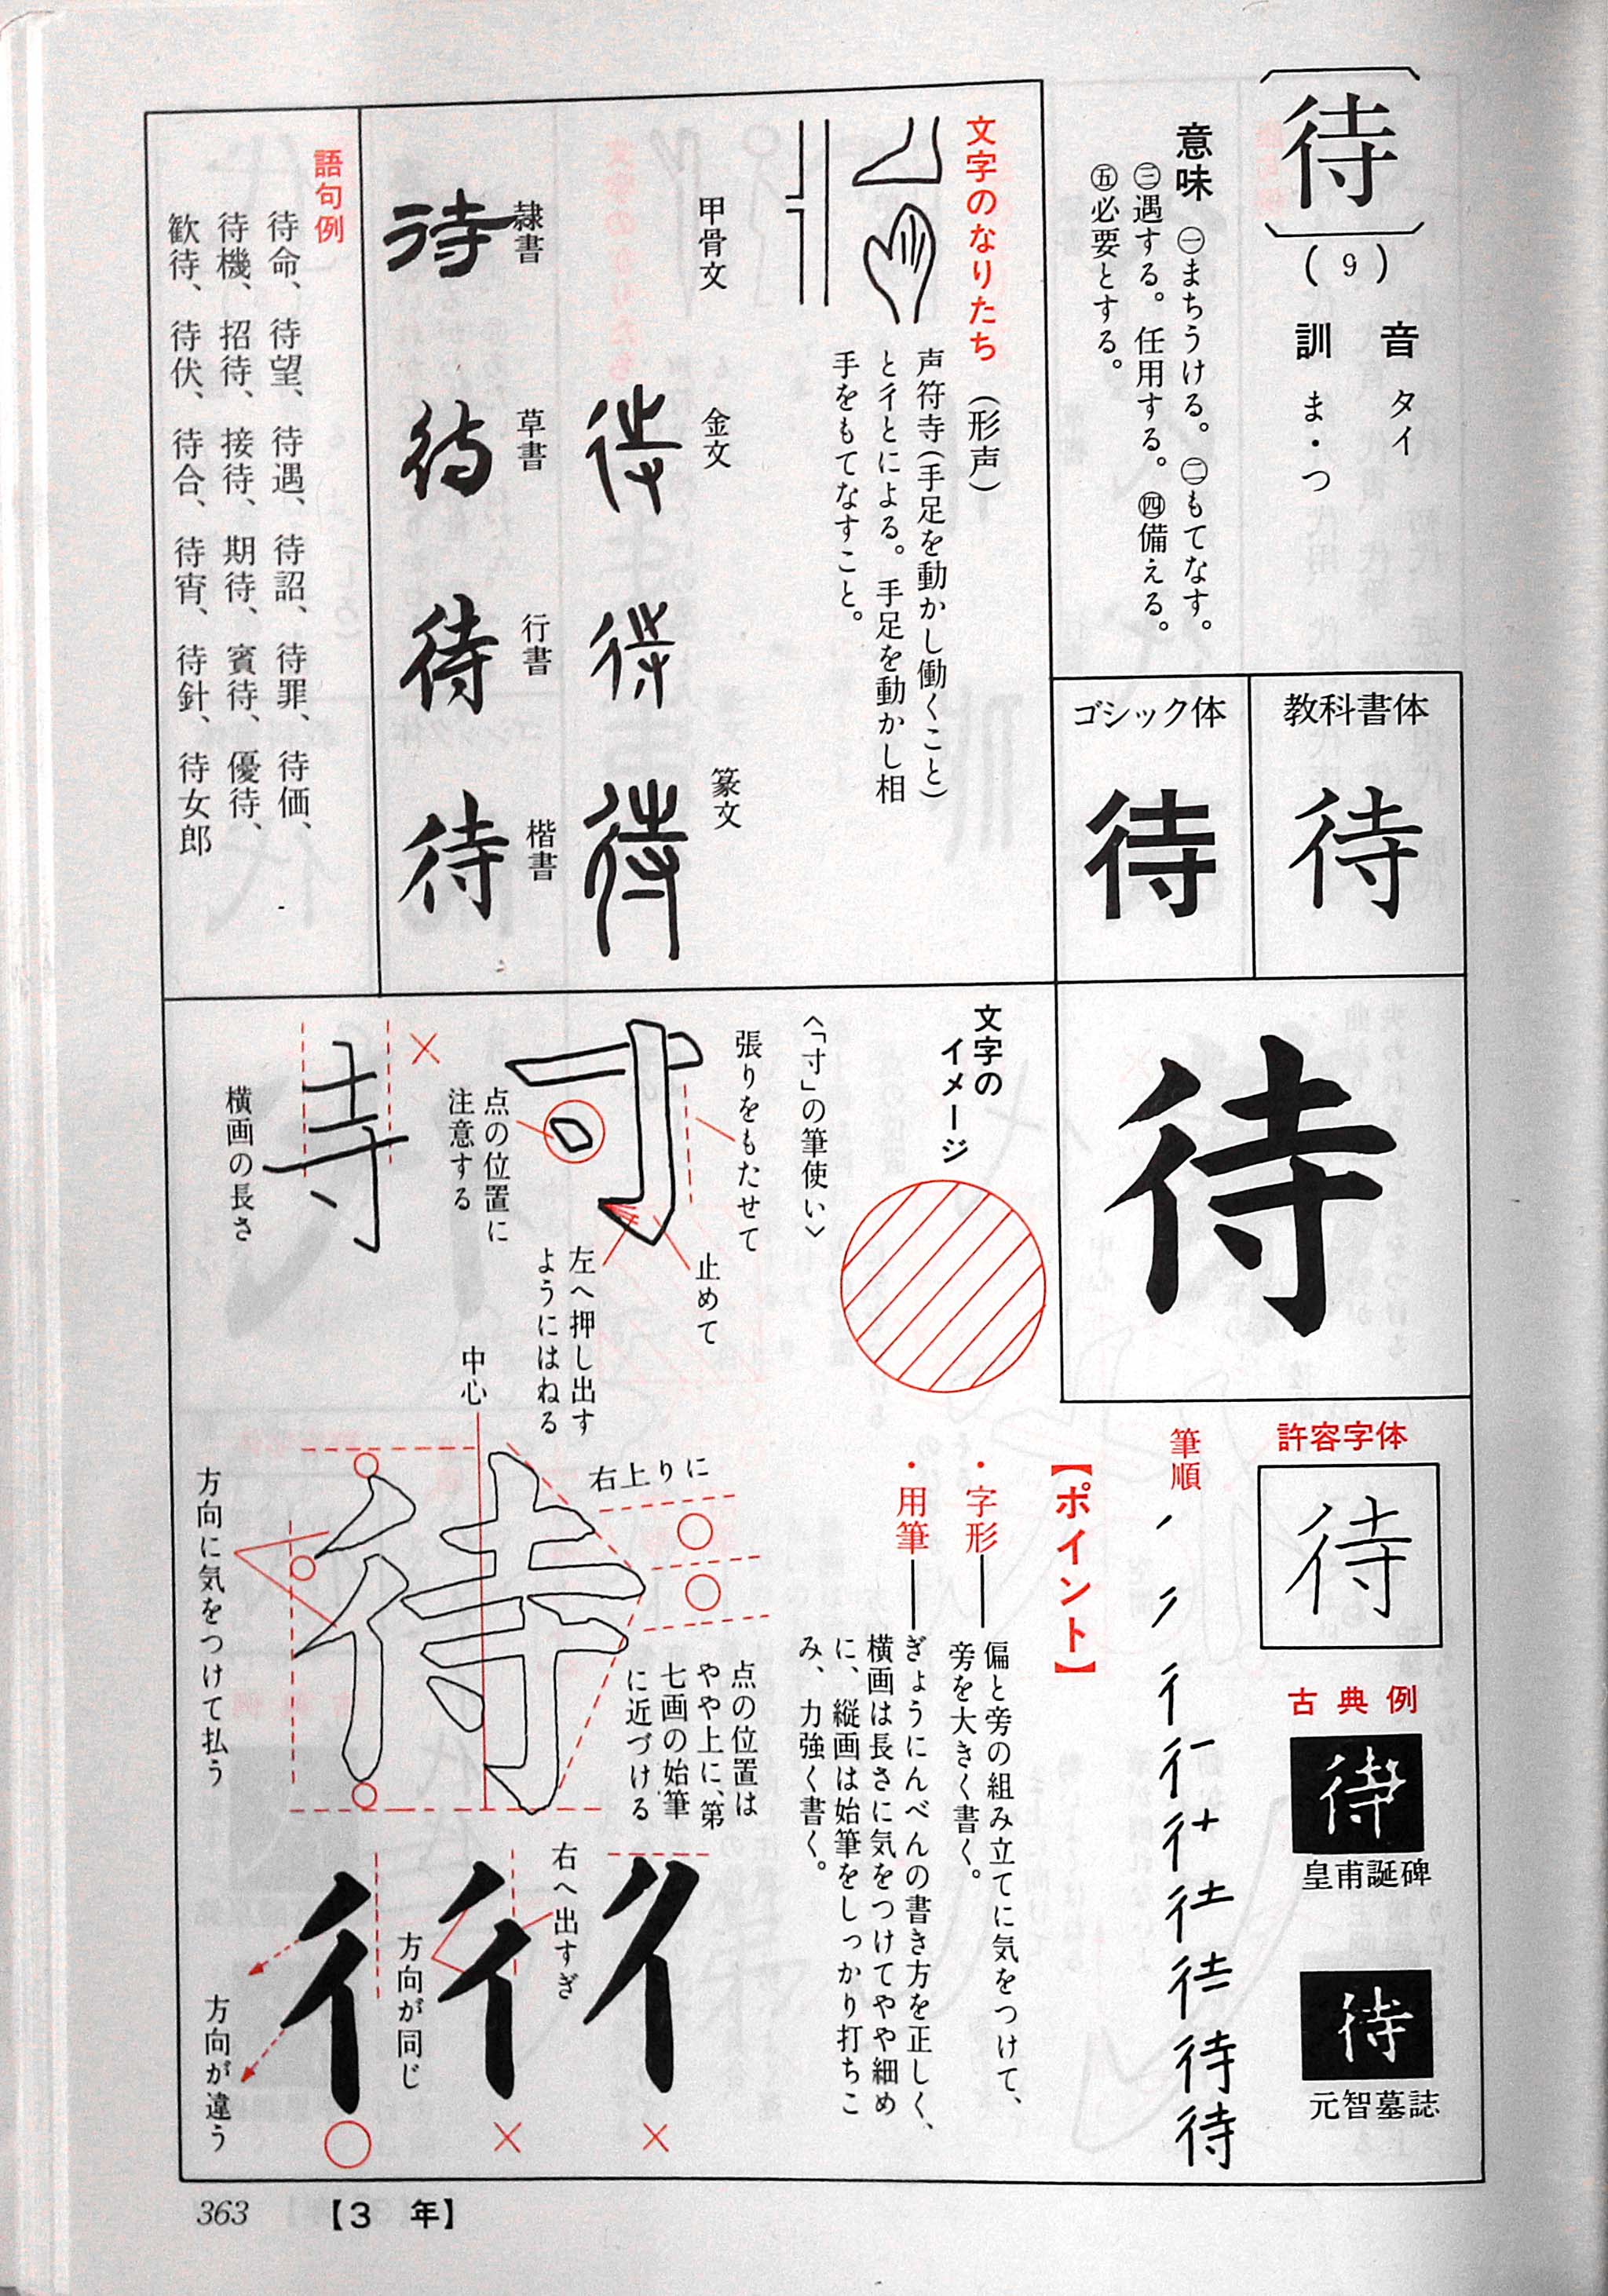 待
(9)
音 タイ
訓 ま・つ
意味 ㊀まちうける。㊁もてなす。
㊂遇する。任用する。㊃備える。
㊄必要とする。
教科書体
待
ゴシック体
待
待
許容字体
待
古典例
待
皇甫誕碑
待
元智墓誌
筆順
待
文字のなりたち(形声)
声符寺(手足を動かし働くこと)
と彳とによる。手足を動かし相
手をもてなすこと。
甲骨文
金文
篆文
隷書
待
草書
待
行書
待
楷書
待
語句例
待命、待望、待遇、待詔、待罪、待価、
待機、招待、接待、期待、賓待、優待、
歓待、待伏、待合、待宵、待針、待女郎
文字の
イメージ
〈「寸」の筆使い〉
張りをもたせて
止めて
左へ押し出す
ようにはねる
点の位置に
注意する
寺
横画の長さ
【ポイント】
・字形──偏と旁の組み立てに気をつけて、
旁を大きく書く。
・用筆──ぎょうにんべんの書き方を正しく、
横画は長さに気をつけてやや細め
に、縦画は始筆をしっかり打ちこ
み、力強く書く。
中心
右上りに
待
点の位置は
やや上に、第
七画の始筆
に近づける
方向に気をつけて払う
右へ出すぎ
方向が同じ
方向が違う
363
【3 年】